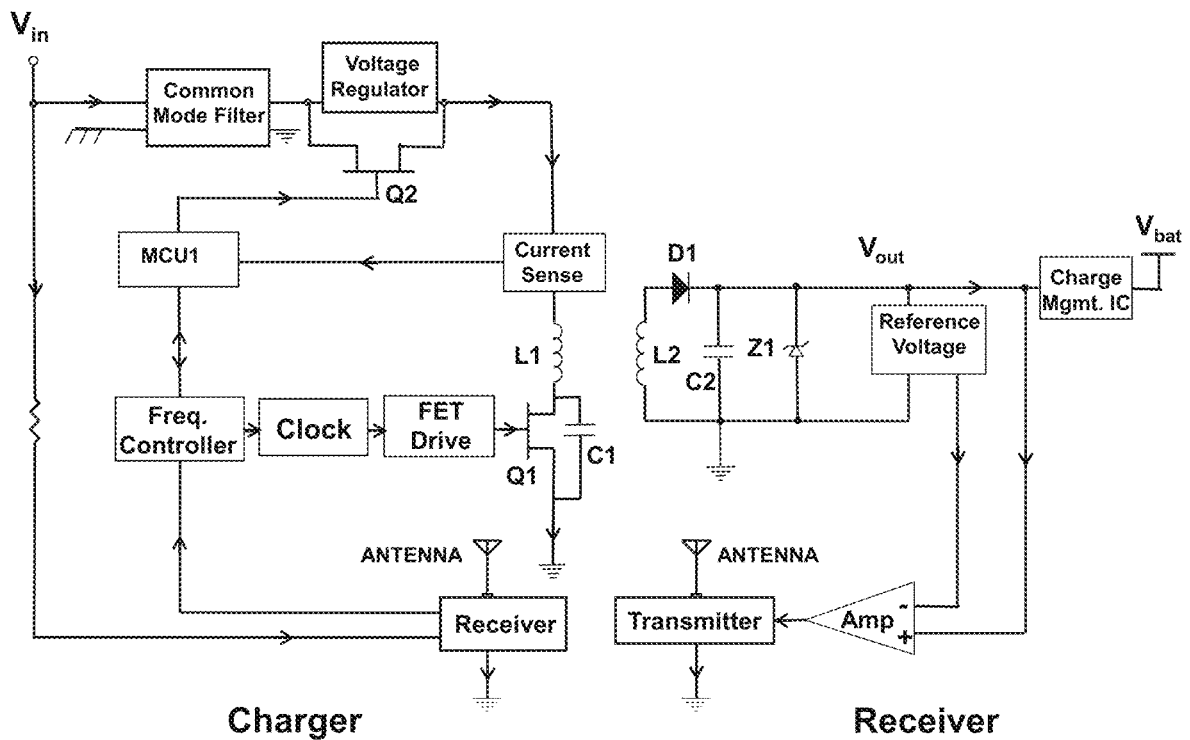 Vin
Common
Mode Filter
Voltage
Regulator
Q2
MCU1
Current
Sense
L1
Freq.
Controller
Clock
FET
Drive
Q1
C1
ANTENNA
Receiver
Charger
D1
Vout
Vbat
Charge
Mgmt. IC
L2
C2
Z1
Reference
Voltage
ANTENNA
Transmitter
Amp
-
+
Receiver